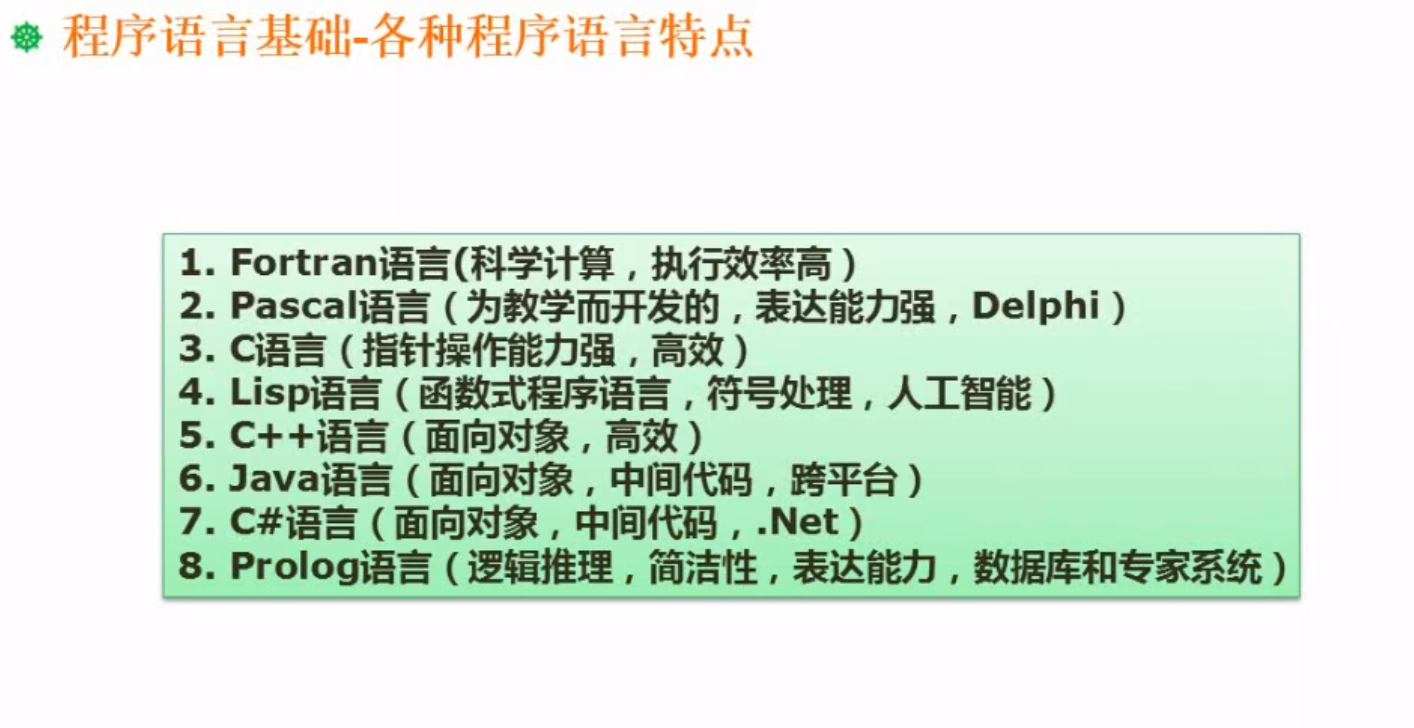 程序语言基础-各种程序语言特点
1. Fortran语言(科学计算，执行效率高）
2. Pascal语言（为教学而开发的，表达能力强，Delphi）
3. C语言（指针操作能力强，高效）
4. Lisp语言（函数式程序语言，符号处理，人工智能）
5. C++语言（面向对象，高效）
6. Java语言（面向对象，中间代码，跨平台）
7. C#语言（面向对象，中间代码，.Net）
8. Prolog语言（逻辑推理，简洁性，表达能力，数据库和专家系统）